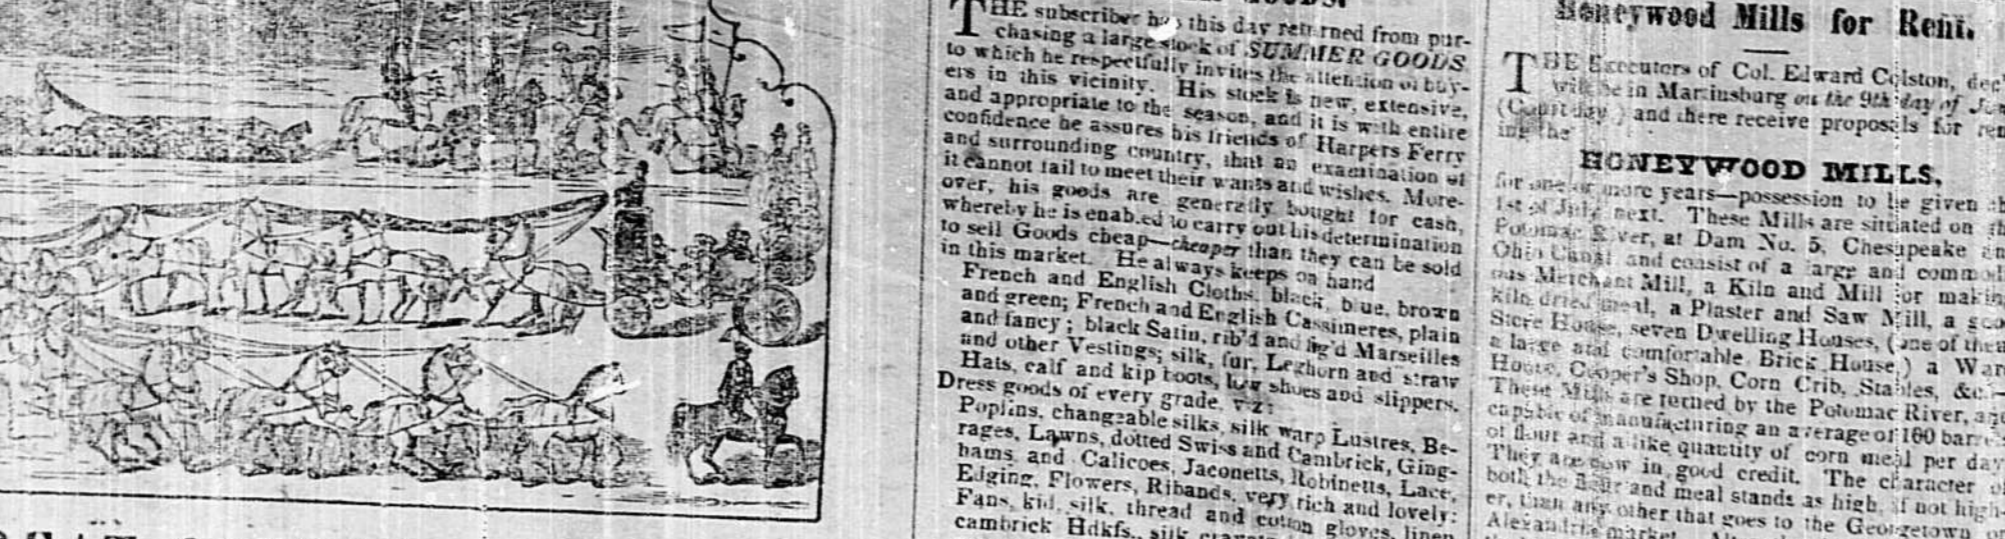 THE subscriber has this day returned from pur-
chasing a large stock of SUMMER GOODS
to which he respectfully invites the attention of buy-
ers in this vicinity. His stock is new, extensive,
and appropriate to the season, and it is with entire
confidence he assures his friends of Harpers Ferry
and surrounding country, that an examination of
it cannot fail to meet their wants and wishes. More-
over, his goods are generally bought for cash,
whereby he is enabled to carry out his determination
to sell Goods cheap—cheaper than they can be sold
in this market. He always keeps on hand
French and English Cloths, black, blue, brown
and green; French and English Cassimeres, plain
and fancy; black Satin, rib'd and fig'd Marseilles
and other Vestings; silk, fur, Leghorn and straw
Hats, calf and kip boots, low shoes and slippers.
Dress goods of every grade, viz:
Poplins, changeable silks, silk warp Lustres, Be-
rages, Lawns, dotted Swiss and Cambrick, Ging-
hams and Calicoes, Jaconetts, Robinetts, Lace,
Edging, Flowers, Ribands, very rich and lovely:
Fans, kid, silk, thread and cotton gloves, linen
cambrick Hdkfs., silk
Honeywood Mills for Rent.
THE Executors of Col. Edward Colston, dec'
will be in Martinsburg on the 9th day of
(Court day) and there receive proposals for
ing the
HONEYWOOD MILLS,
for one or more years—possession to be given
1st of July next. These Mills are situated on
Potomac River, at Dam No. 5, Chesapeake
Ohio Canal and consist of a large and commod
ous Merchant Mill, a Kiln and Mill for makin
kiln dried meal, a Plaster and Saw Mill, a
Store House, seven Dwelling Houses, (one of
a large and comfortable Brick House,) a War
House, Cooper's Shop, Corn Crib, Stables, &c.—
These Mills are turned by the Potomac River, and
capable of manufacturing an average of 100
of flour and a like quantity of corn meal per day
They are now in good credit. The character of
both the flour and meal stands as high, if not high-
er, than any other that goes to the Georgetown or
Alexandria market.